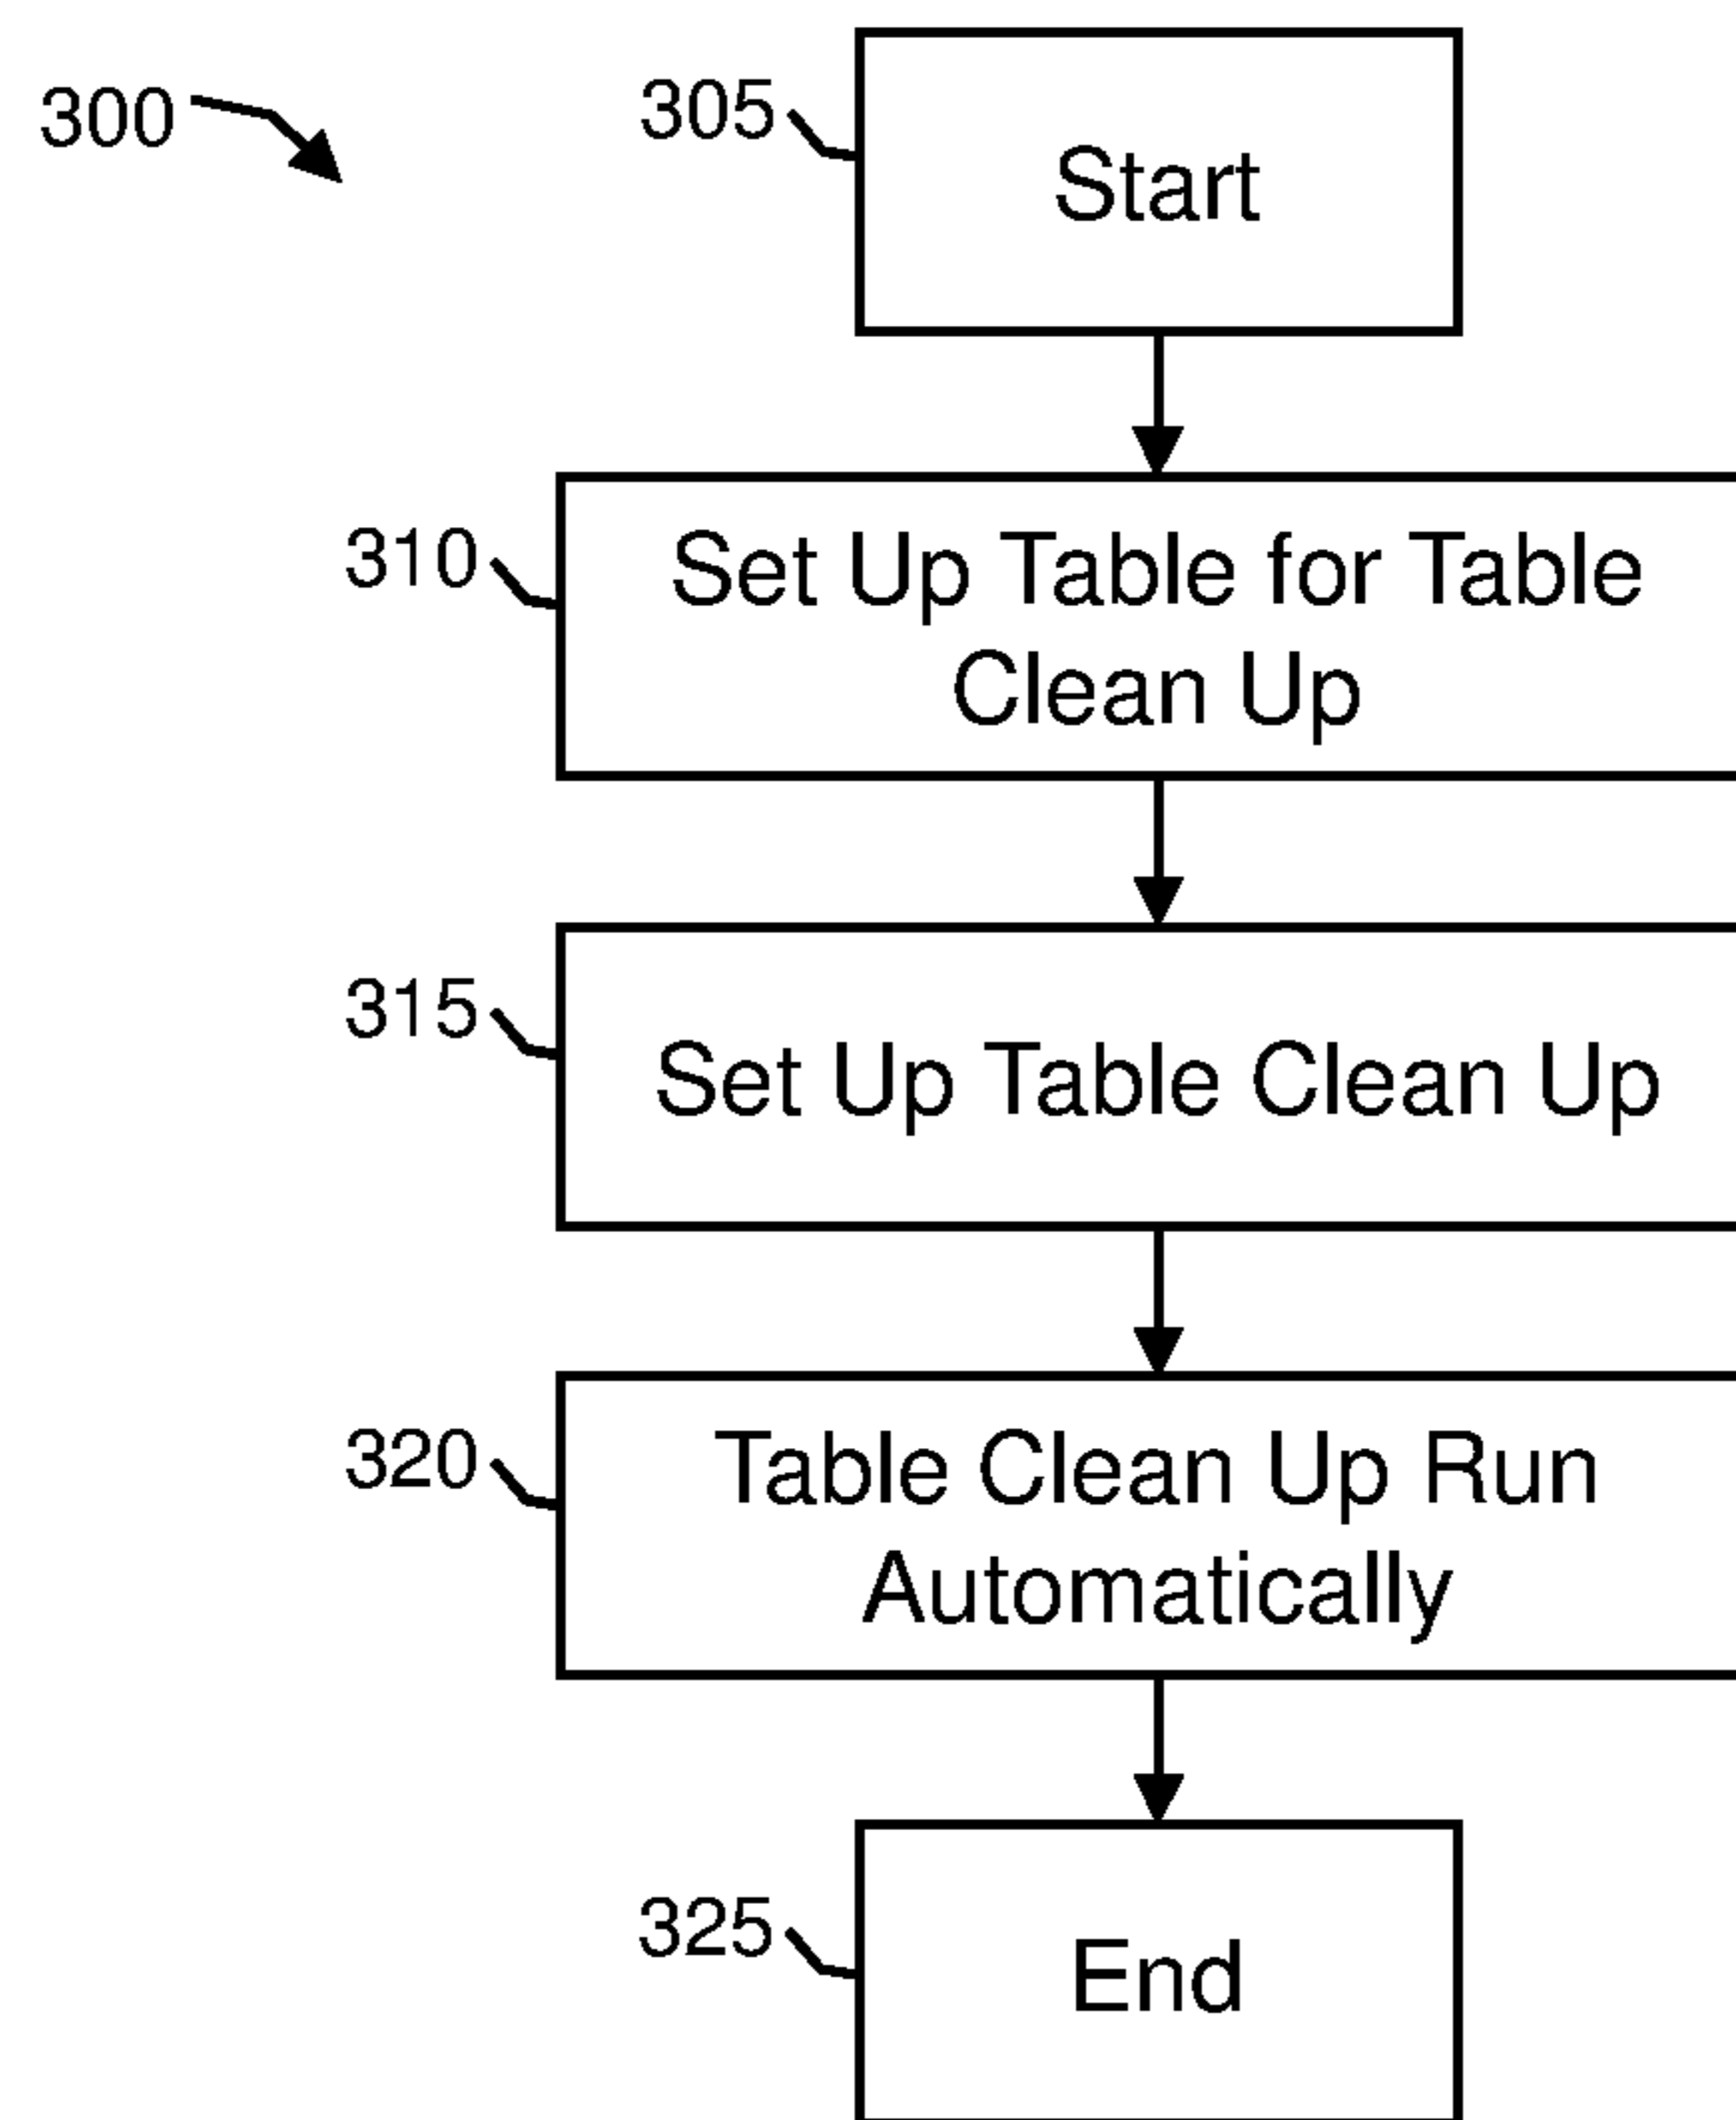 300
305
Start
310
Set Up Table for Table
Clean Up
315
Set Up Table Clean Up
320
Table Clean Up Run
Automatically
325
End